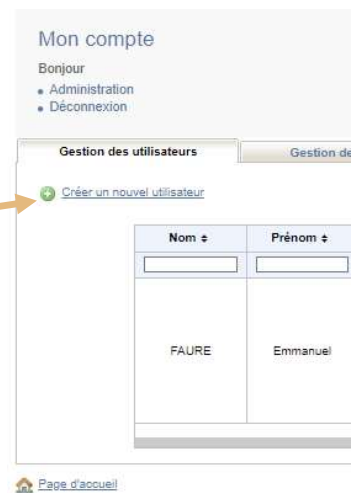 Mon compte
Bonjour
Administration
Déconnexion
Gestion des utilisateurs Gestion de
Créer un nouvel utilisateur
Nom Prénom
FAURE Emmanuel
Page d'accueil